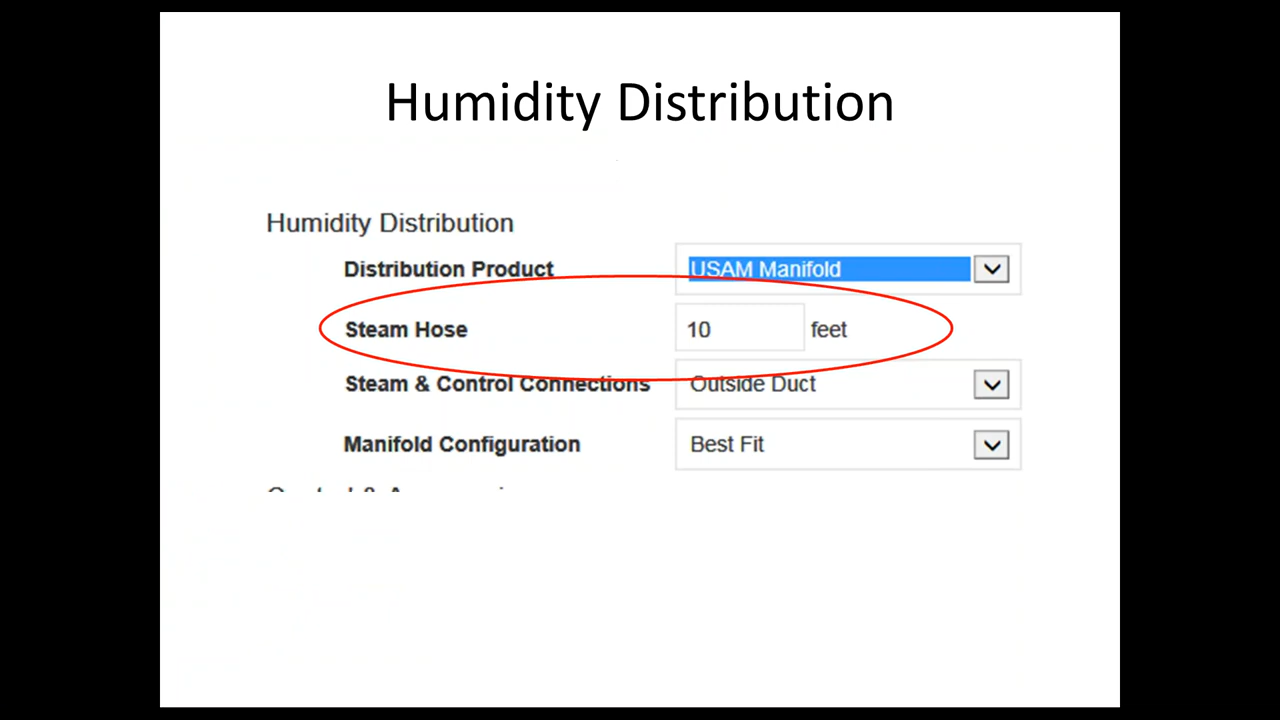 Humidity Distribution
Humidity Distribution
Distribution Product USAM Manifold
Steam Hose 10 feet
Steam & Control Connections Outside Duct
Manifold Configuration Best Fit